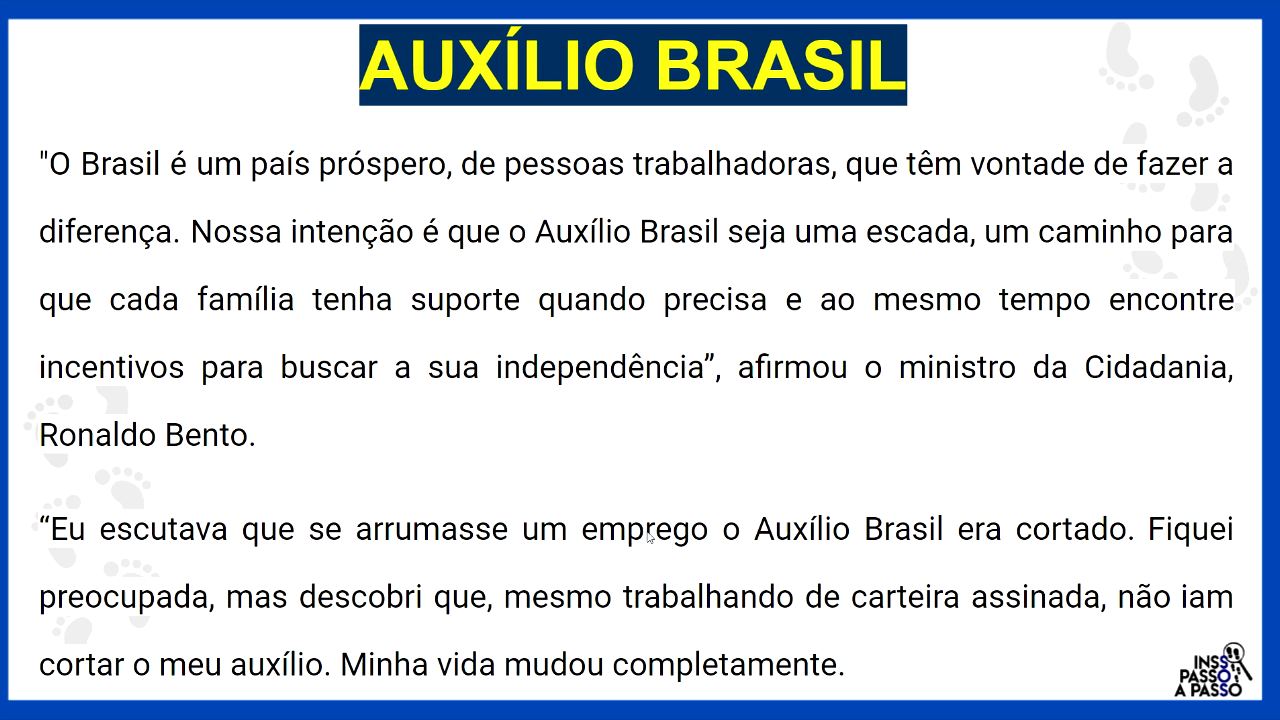 AUXÍLIO BRASIL
"O Brasil é um país próspero, de pessoas trabalhadoras, que têm vontade de fazer a
diferença. Nossa intenção é que o Auxílio Brasil seja uma escada, um caminho para
que cada família tenha suporte quando precisa e ao mesmo tempo encontre
incentivos para buscar a sua independência”, afirmou o ministro da Cidadania,
Ronaldo Bento.
“Eu escutava que se arrumasse um emprego o Auxílio Brasil era cortado. Fiquei
preocupada, mas descobri que, mesmo trabalhando de carteira assinada, não iam
cortar o meu auxílio. Minha vida mudou completamente.
INSS
PASSO
A PASSO